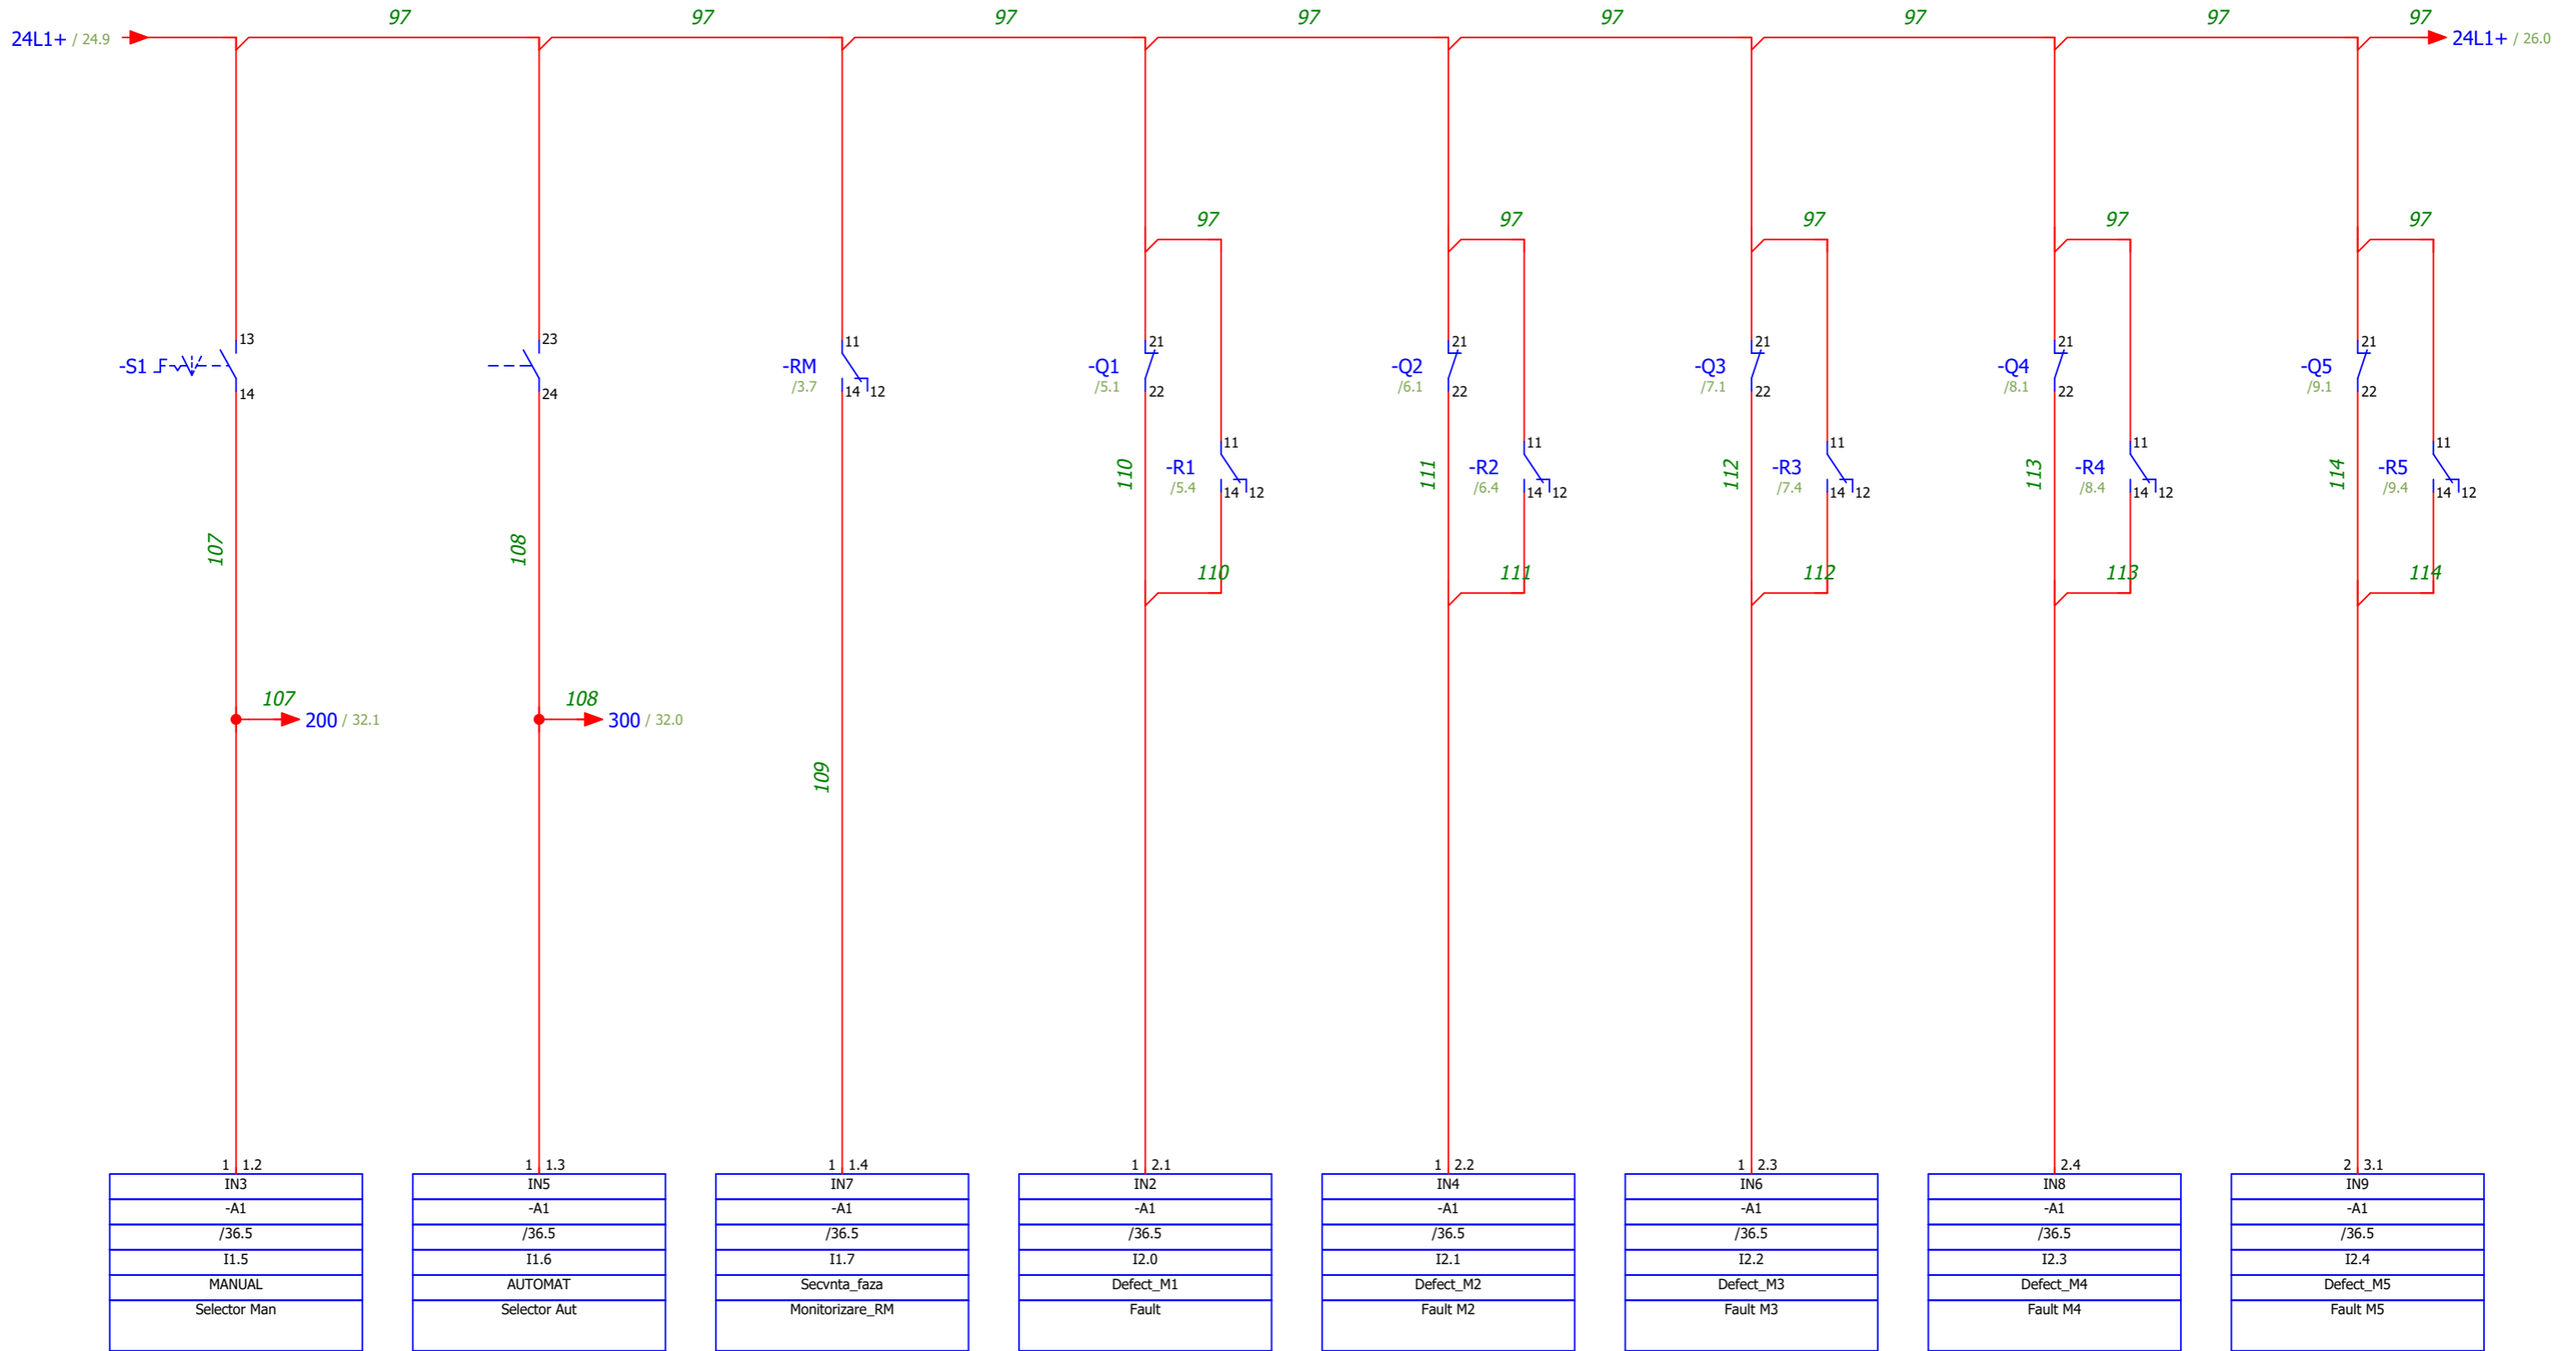 97 97 97 97 97 97 97 97
24L1+ / 24.9 24L1+ / 26.0
97 97 97 97 97
13 23 11 21 21 21 21 21
-S1 -RM -Q1 -Q2 -Q3 -Q4 -Q5
/3.7 /5.1 /6.1 /7.1 /8.1 /9.1
14 24 14 12 22 22 22 22 22
11 11 11 11 11
110 -R1 111 -R2 112 -R3 113 -R4 114 -R5
/5.4 /6.4 /7.4 /8.4 /9.4
14 12 14 12 14 12 14 12 14 12
107 108
110 111 112 113 114
107 108
200 / 32.1 300 / 32.0
109
1 1.2 1 1.3 1 1.4 1 2.1 1 2.2 1 2.3 2.4 2 3.1
IN3 IN5 IN7 IN2 IN4 IN6 IN8 IN9
-A1 -A1 -A1 -A1 -A1 -A1 -A1 -A1
/36.5 /36.5 /36.5 /36.5 /36.5 /36.5 /36.5 /36.5
I1.5 I1.6 I1.7 I2.0 I2.1 I2.2 I2.3 I2.4
MANUAL AUTOMAT Secvnta_faza Defect_M1 Defect_M2 Defect_M3 Defect_M4 Defect_M5
Selector Man Selector Aut Monitorizare_RM Fault Fault M2 Fault M3 Fault M4 Fault M5